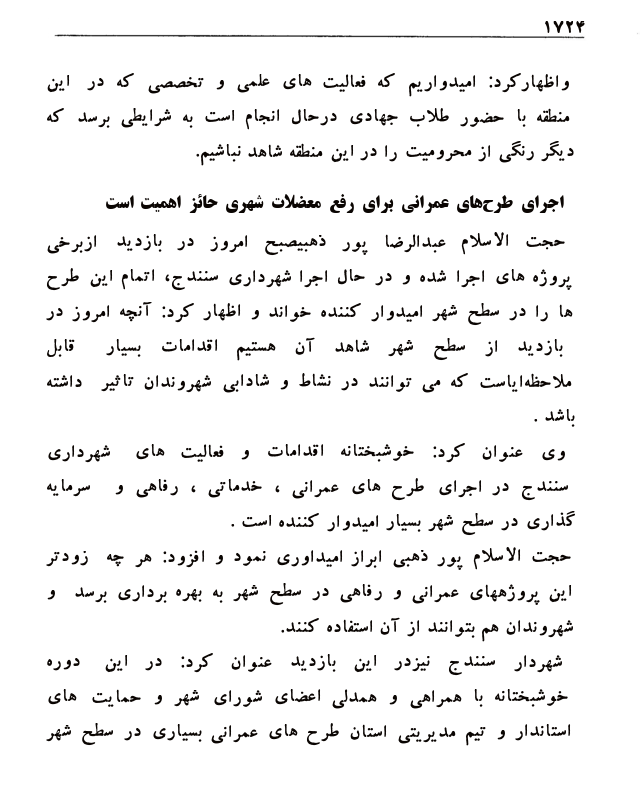 ۱۷۲۴
واظهارکرد: امیدواریم که فعالیت های علمی و تخصصی که در این
منطقه با حضور طلاب جهادی درحال انجام است به شرایطی برسد که
دیگر رنگی از محرومیت را در این منطقه شاهد نباشیم.
اجرای طرح‌های عمرانی برای رفع معضلات شهری حائز اهمیت است
حجت الاسلام عبدالرضا پور ذهبیصبح امروز در بازدید ازبرخی
پروژه های اجرا شده و در حال اجرا شهرداری سنندج، اتمام این طرح
ها را در سطح شهر امیدوار کننده خواند و اظهار کرد: آنچه امروز در
بازدید از سطح شهر شاهد آن هستیم اقدامات بسیار قابل
ملاحظه‌ایاست که می توانند در نشاط و شادابی شهروندان تاثیر داشته
باشد .
وی عنوان کرد: خوشبختانه اقدامات و فعالیت های شهرداری
سنندج در اجرای طرح های عمرانی ، خدماتی ، رفاهی و سرمایه
گذاری در سطح شهر بسیار امیدوار کننده است .
حجت الاسلام پور ذهبی ابراز امیداوری نمود و افزود: هر چه زودتر
این پروژههای عمرانی و رفاهی در سطح شهر به بهره برداری برسد و
شهروندان هم بتوانند از آن استفاده کنند.
شهردار سنندج نیزدر این بازدید عنوان کرد: در این دوره
خوشبختانه با همراهی و همدلی اعضای شورای شهر و حمایت های
استاندار و تیم مدیریتی استان طرح های عمرانی بسیاری در سطح شهر